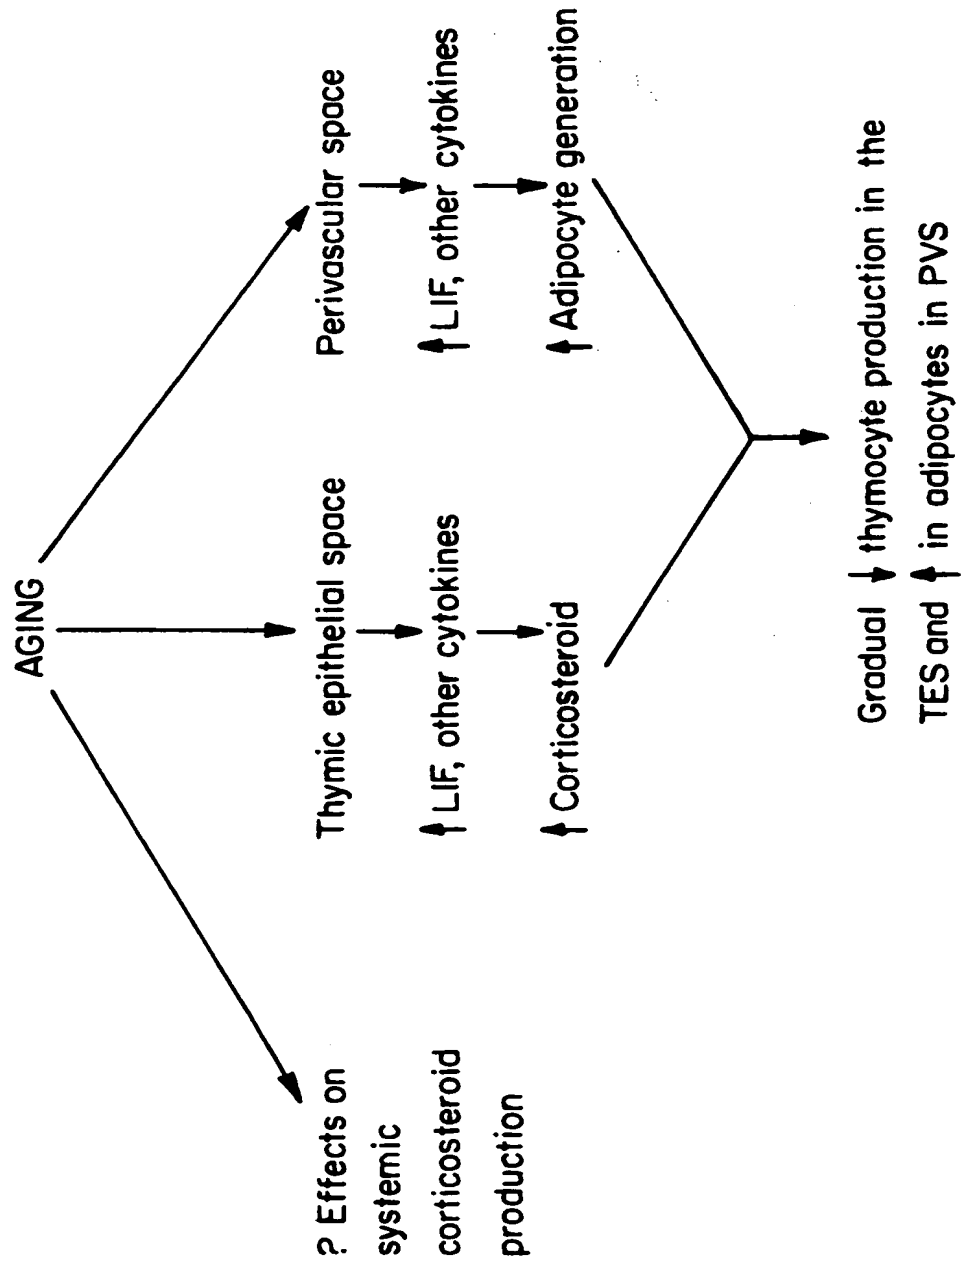 AGING
? Effects on
systemic
corticosteroid
production
Thymic epithelial space
↑ LIF, other cytokines
↑ Corticosteroid
Perivascular space
↑ LIF, other cytokines
↑ Adipocyte generation
Gradual ↓ thymocyte production in the
TES and ↑ in adipocytes in PVS